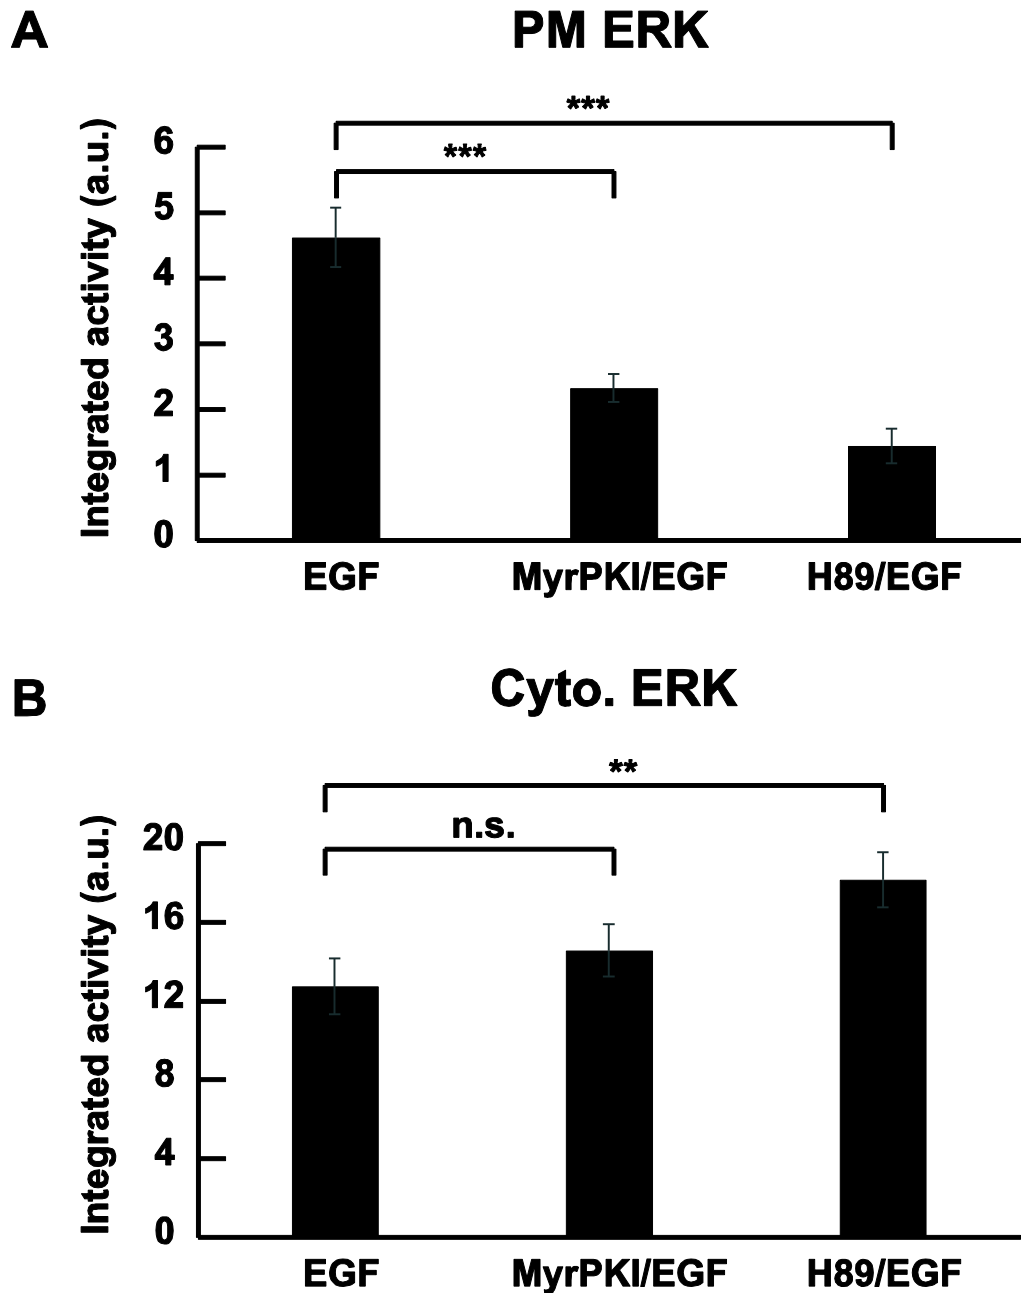 A
PM ERK
***
***
Integrated activity (a.u.)
6
5
4
3
2
1
0
EGF
MyrPKI/EGF
H89/EGF
B
Cyto. ERK
**
n.s.
Integrated activity (a.u.)
20
16
12
8
4
0
EGF
MyrPKI/EGF
H89/EGF